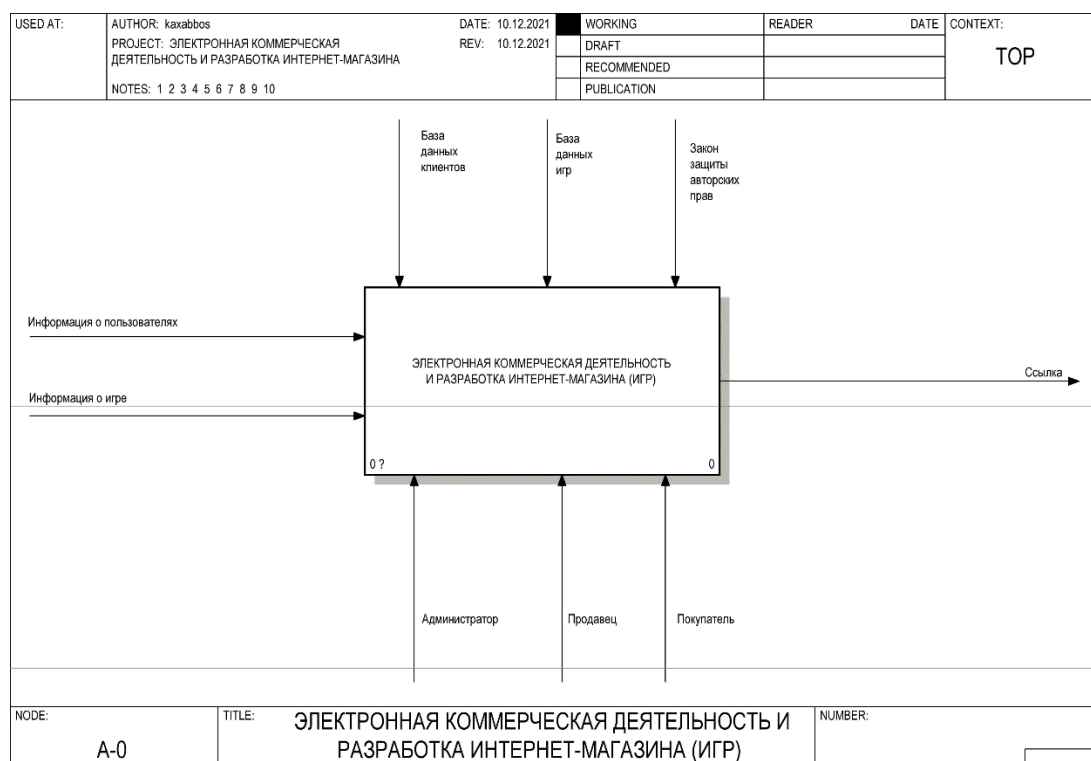 USED AT:
AUTHOR: kaxabbos
DATE: 10.12.2021
PROJECT: ЭЛЕКТРОННАЯ КОММЕРЧЕСКАЯ
ДЕЯТЕЛЬНОСТЬ И РАЗРАБОТКА ИНТЕРНЕТ-МАГАЗИНА
REV: 10.12.2021
NOTES: 1 2 3 4 5 6 7 8 9 10
WORKING
DRAFT
RECOMMENDED
PUBLICATION
READER
DATE
CONTEXT:
TOP
База
данных
клиентов
База
данных
игр
Закон
защиты
авторских
прав
Информация о пользователях
Информация о игре
ЭЛЕКТРОННАЯ КОММЕРЧЕСКАЯ ДЕЯТЕЛЬНОСТЬ
И РАЗРАБОТКА ИНТЕРНЕТ-МАГАЗИНА (ИГР)
0 ?
0
Ссылка
Администратор
Продавец
Покупатель
NODE:
A-0
TITLE:
ЭЛЕКТРОННАЯ КОММЕРЧЕСКАЯ ДЕЯТЕЛЬНОСТЬ И
РАЗРАБОТКА ИНТЕРНЕТ-МАГАЗИНА (ИГР)
NUMBER: